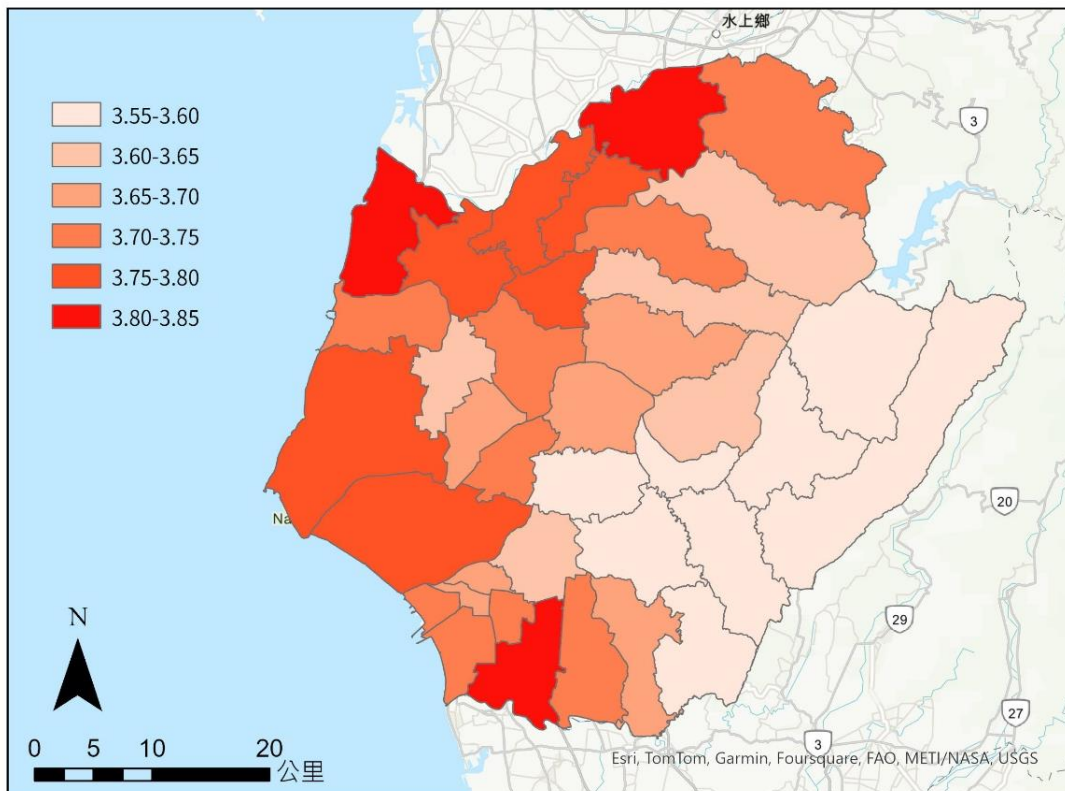 水上鄉
3
3.55-3.60
3.60-3.65
3.65-3.70
3.70-3.75
3.75-3.80
3.80-3.85
20
Na
N
29
27
3
0 5 10 20
公里
Esri, TomTom, Garmin, Foursquare, FAO, METI/NASA, USGS